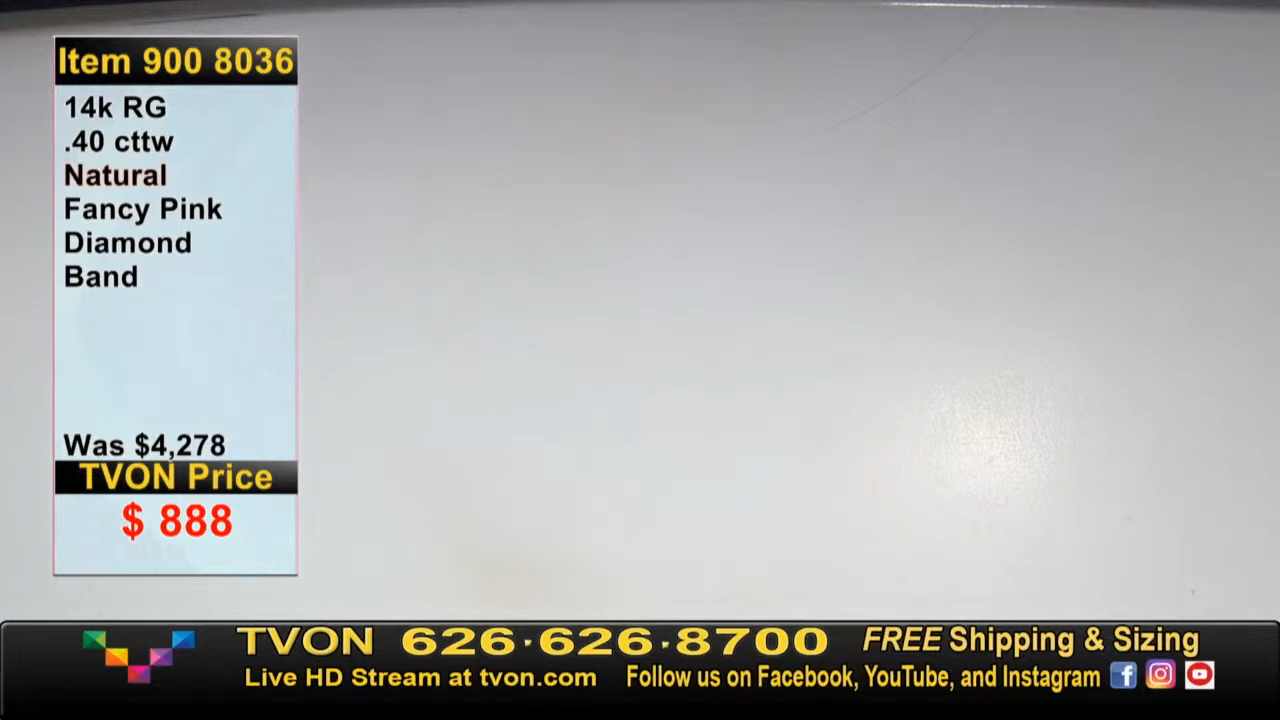 Item 900 8036
14k RG
.40 cttw
Natural
Fancy Pink
Diamond
Band
Was $4,278
TVON Price
$ 888
TVON 626·626·8700 FREE Shipping & Sizing
Live HD Stream at tvon.com Follow us on Facebook, YouTube, and Instagram